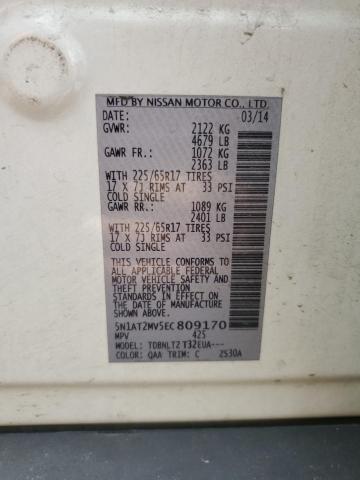 MFD BY NISSAN MOTOR CO., LTD.
DATE: 03/14
GVWR: 2122 KG
4679 LB
GAWR FR.: 1072 KG
2363 LB
WITH 225/65R17 TIRES
17 X 7J RIMS AT 33 PSI
COLD SINGLE
GAWR RR.: 1089 KG
2401 LB
WITH 225/65R17 TIRES
17 X 7J RIMS AT 33 PSI
COLD SINGLE
THIS VEHICLE CONFORMS TO ALL
APPLICABLE FEDERAL
MOTOR VEHICLE SAFETY AND
THEFT PREVENTION
STANDARDS IN EFFECT ON THE
DATE OF MANUFACTURE
5N1AT2MV5EC809170
MPV 425
MODEL: TDBNLTZ T32EUA---
COLOR: QAA TRIM: C 2S30A